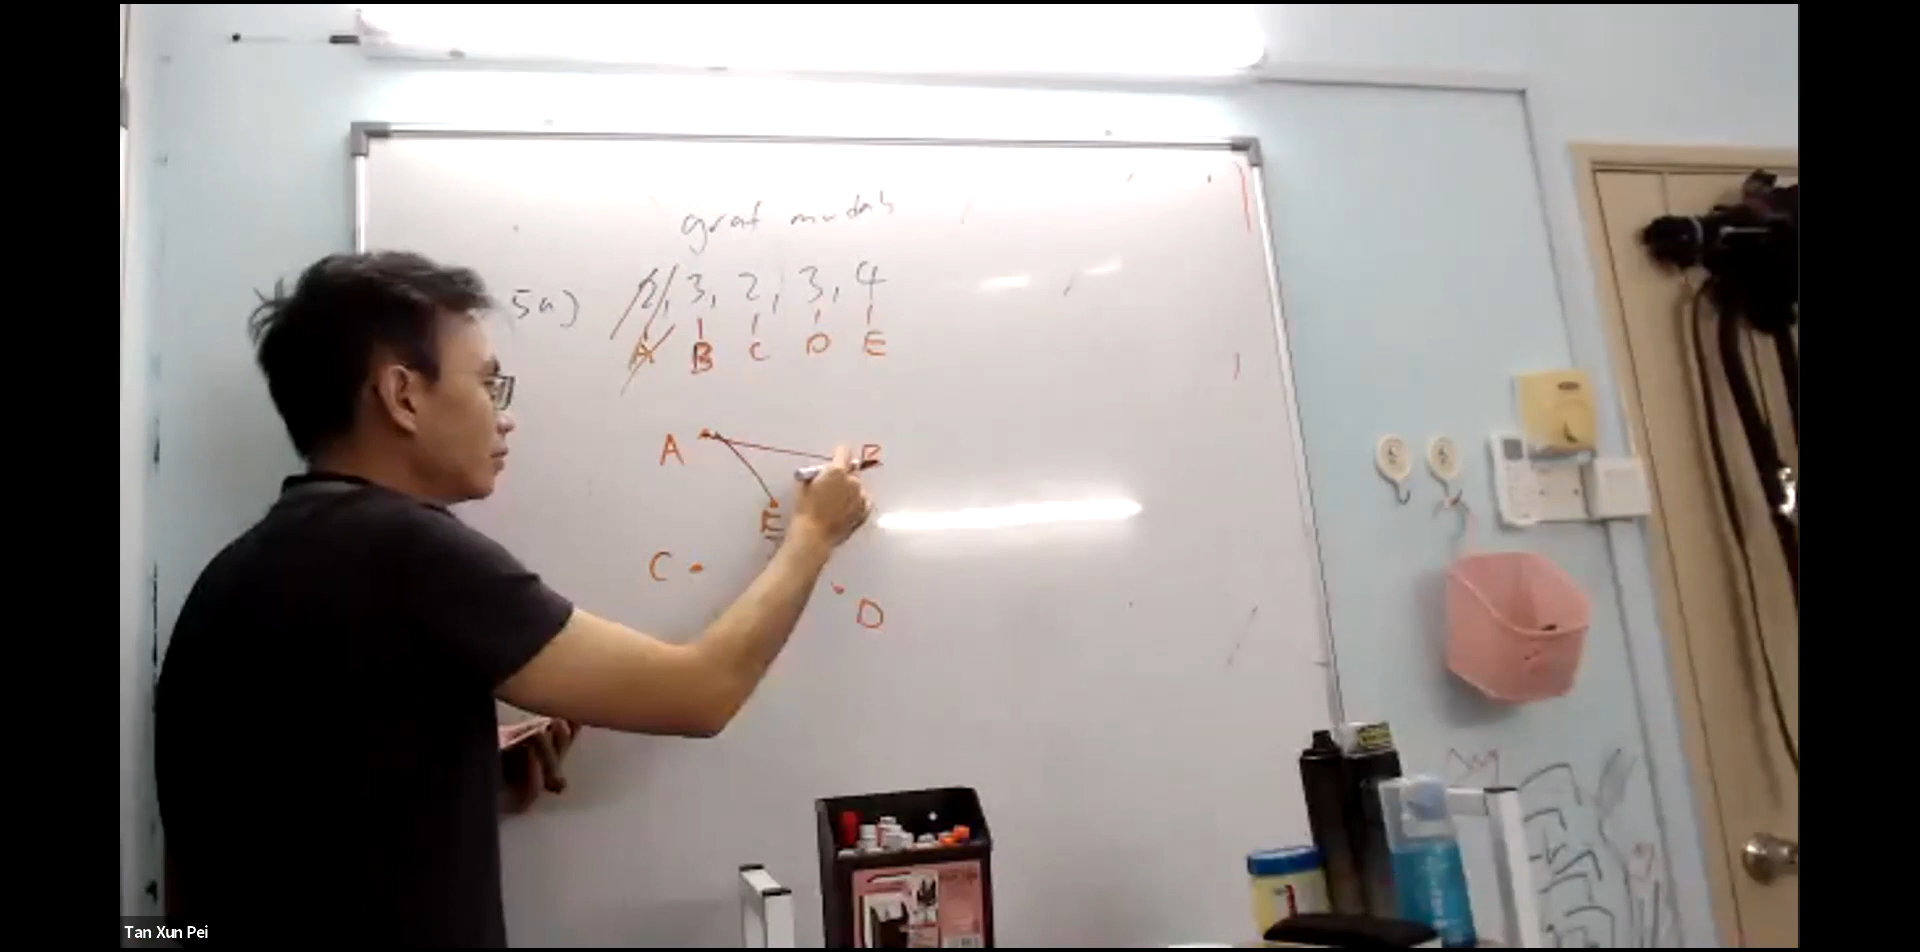 graf mudah
5a) 2, 3, 2, 3, 4
A B C D E
A B
E
C
D
Tan Xun Pei